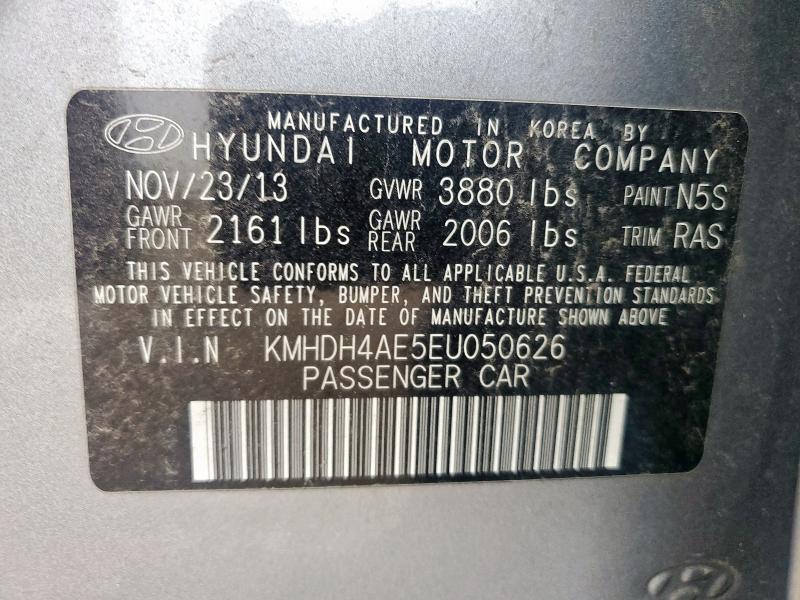 MANUFACTURED IN KOREA BY
HYUNDAI MOTOR COMPANY
NOV/23/13 GVWR 3880 lbs PAINT N5S
GAWR FRONT 2161 lbs GAWR REAR 2006 lbs TRIM RAS
THIS VEHICLE CONFORMS TO ALL APPLICABLE U.S.A. FEDERAL
MOTOR VEHICLE SAFETY, BUMPER, AND THEFT PREVENTION STANDARDS
IN EFFECT ON THE DATE OF MANUFACTURE SHOWN ABOVE
V.I.N KMHDH4AE5EU050626
PASSENGER CAR